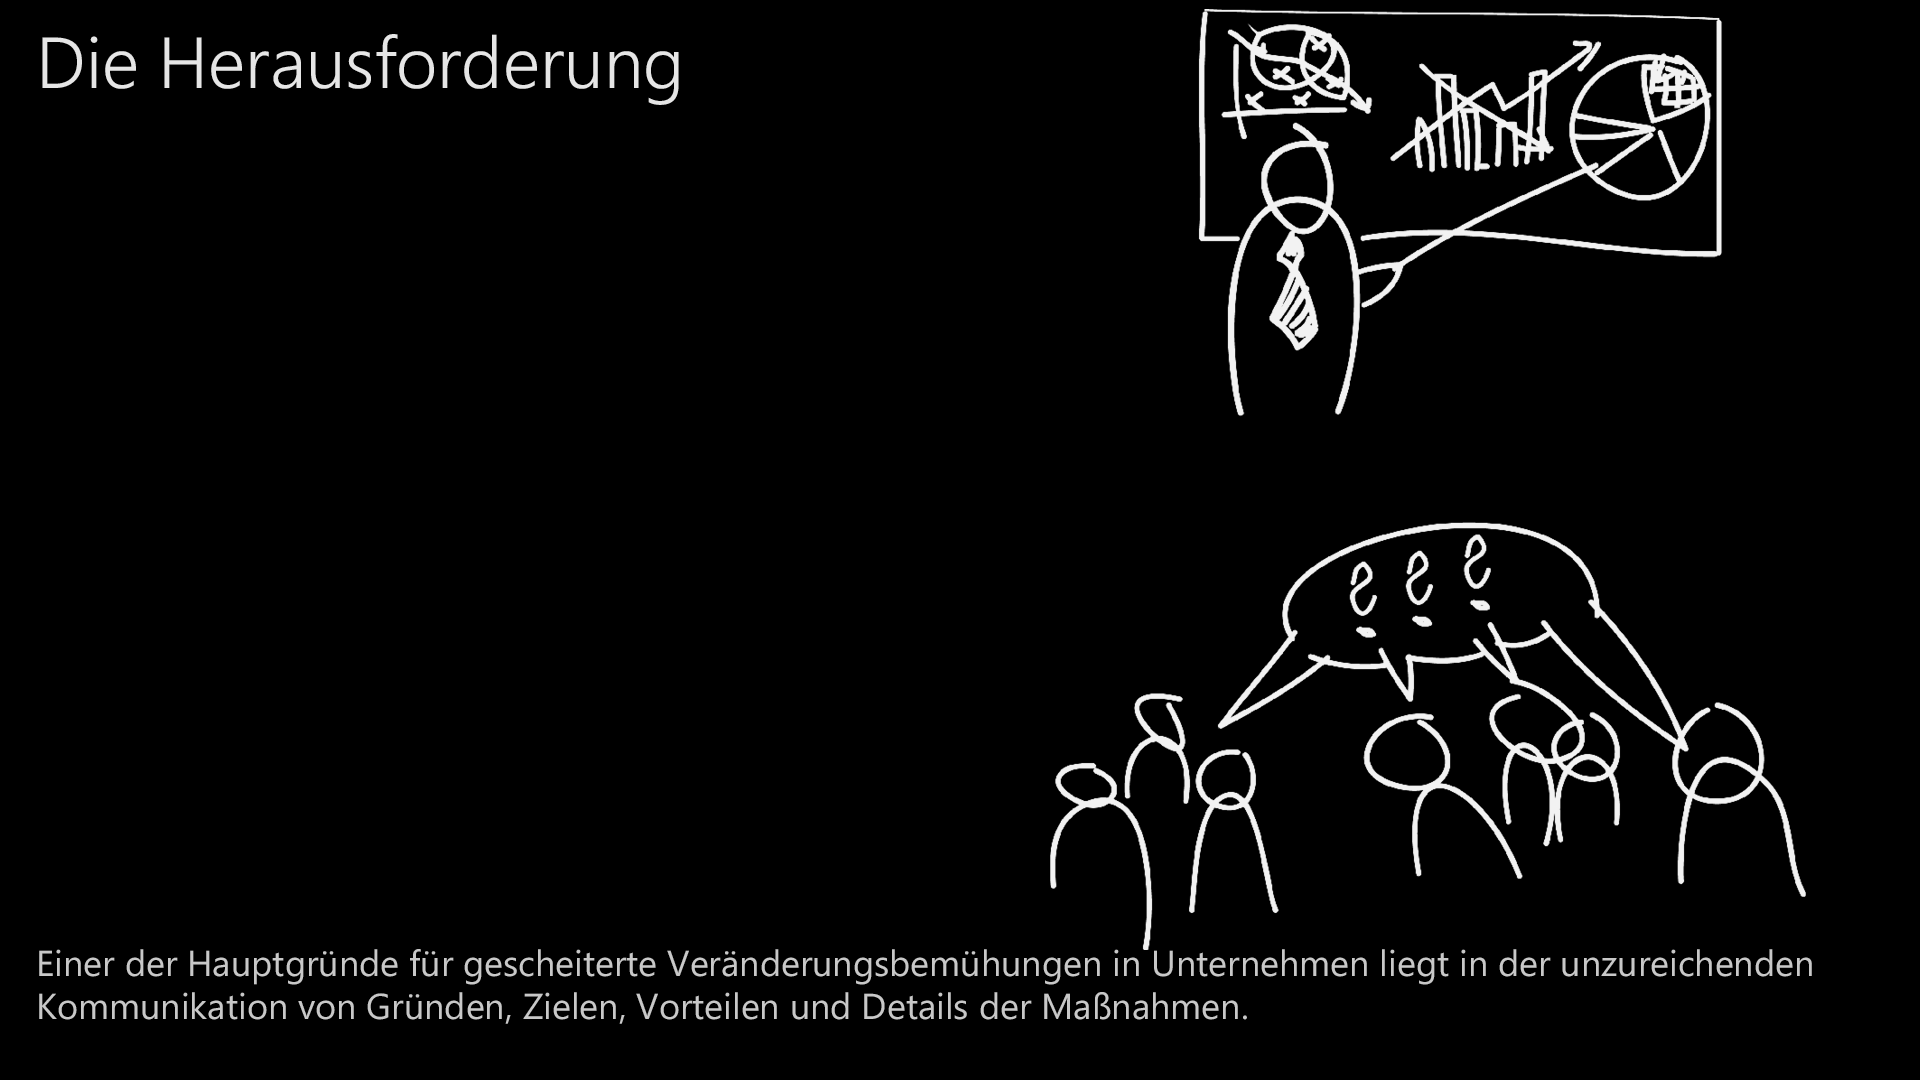 Die Herausforderung
? ? ?
Einer der Hauptgründe für gescheiterte Veränderungsbemühungen in Unternehmen liegt in der unzureichenden
Kommunikation von Gründen, Zielen, Vorteilen und Details der Maßnahmen.